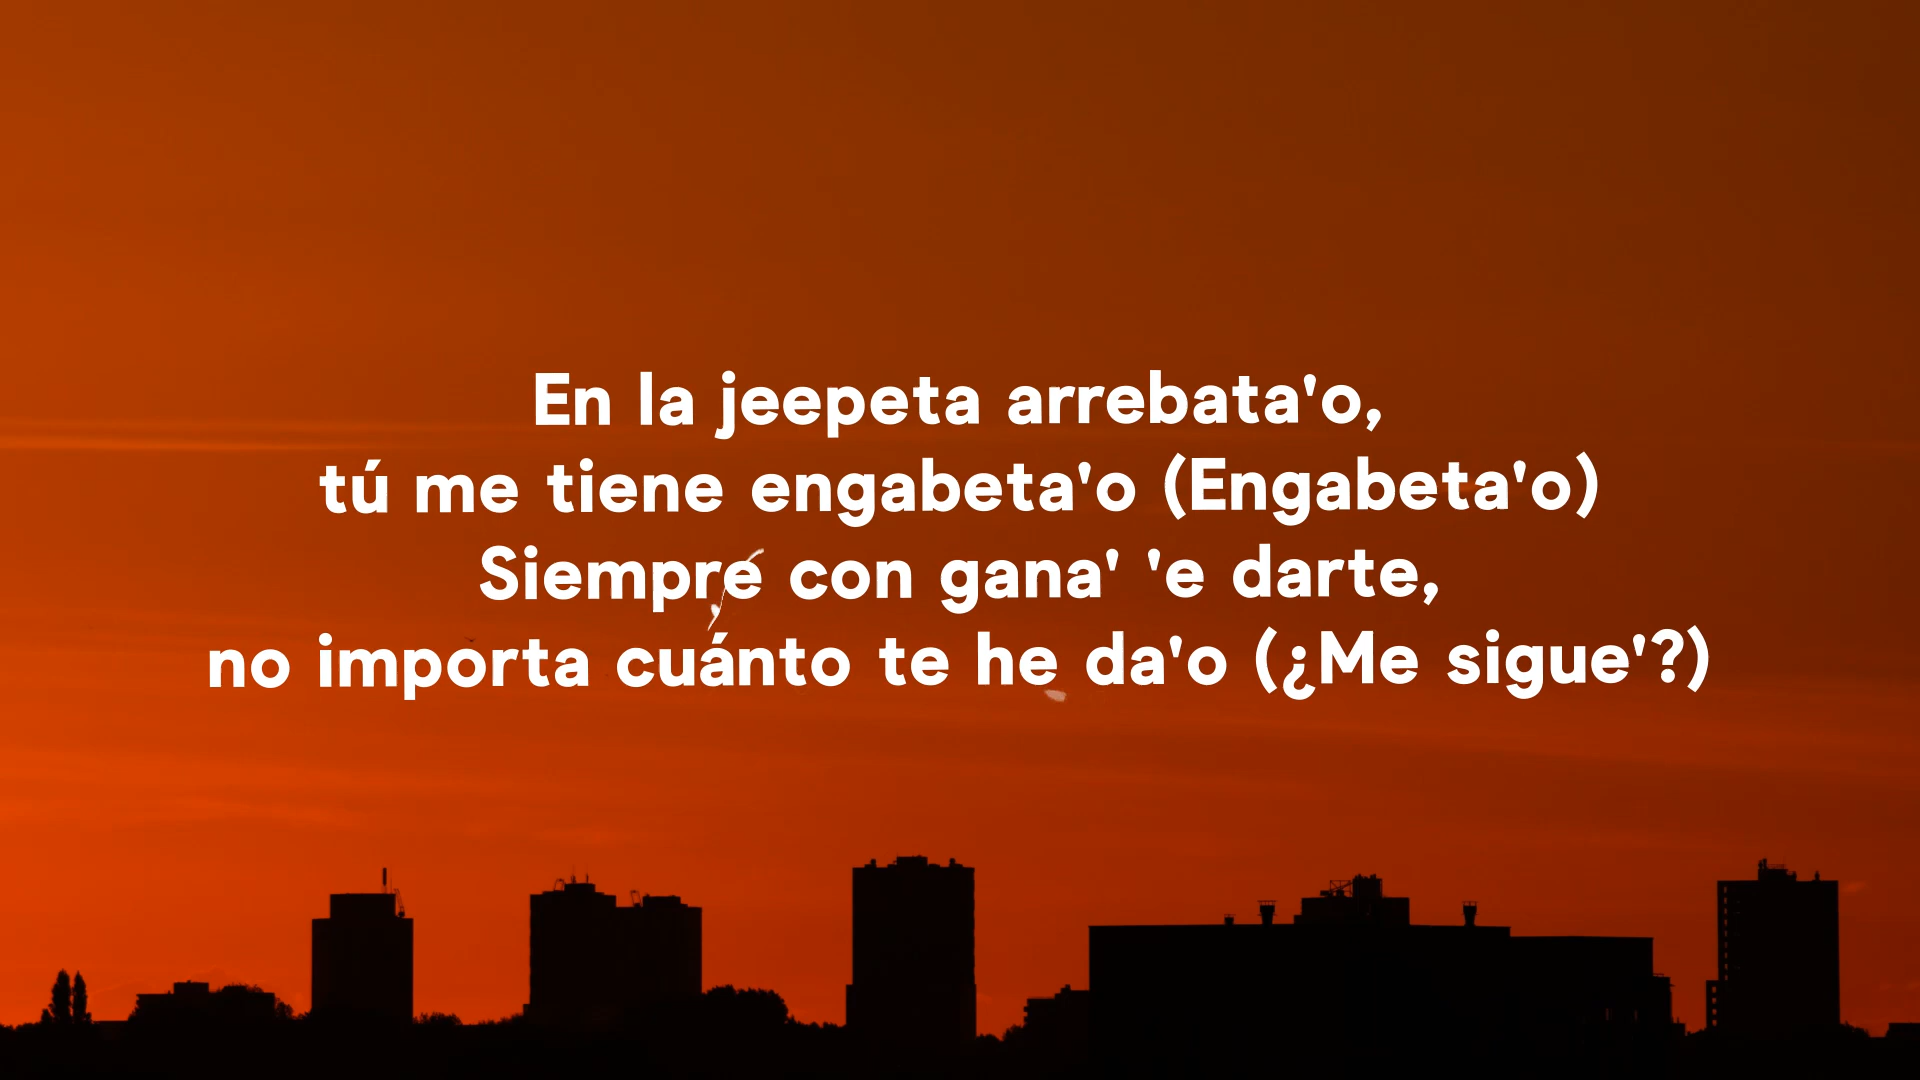 En la jeepeta arrebata'o,
tú me tiene engabeta'o (Engabeta'o)
Siempre con gana' 'e darte,
no importa cuánto te he da'o (¿Me sigue'?)